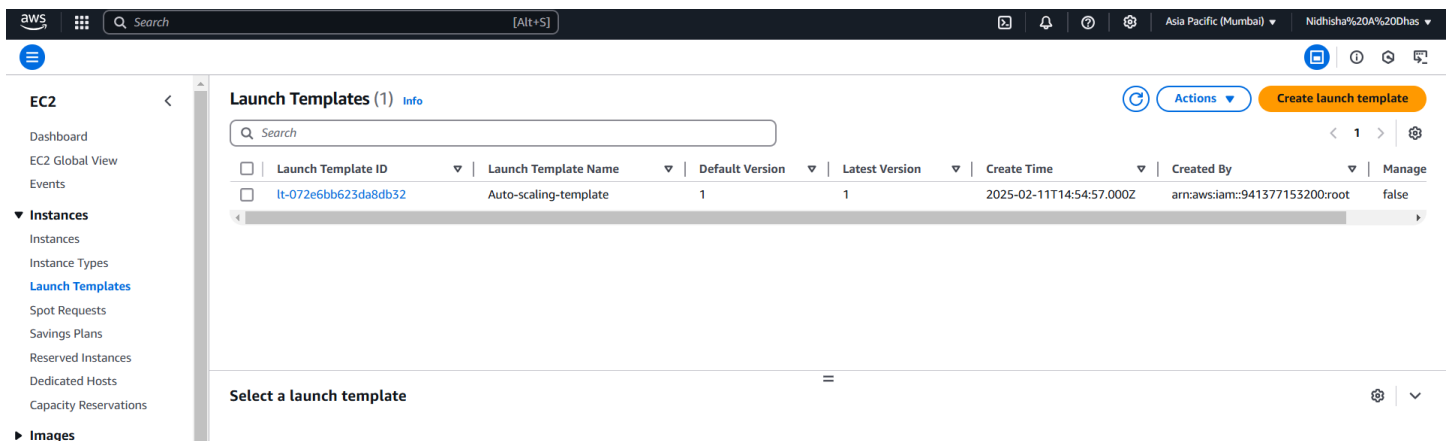 aws Search [Alt+S] Asia Pacific (Mumbai) Nidhisha%20A%20Dhas
EC2
Dashboard
EC2 Global View
Events
Instances
Instances
Instance Types
Launch Templates
Spot Requests
Savings Plans
Reserved Instances
Dedicated Hosts
Capacity Reservations
Images
Launch Templates (1) Info Actions Create launch template
Search 1
Launch Template ID Launch Template Name Default Version Latest Version Create Time Created By Manage
lt-072e6bb623da8db32 Auto-scaling-template 1 1 2025-02-11T14:54:57.000Z arn:aws:iam::941377153200:root false
Select a launch template